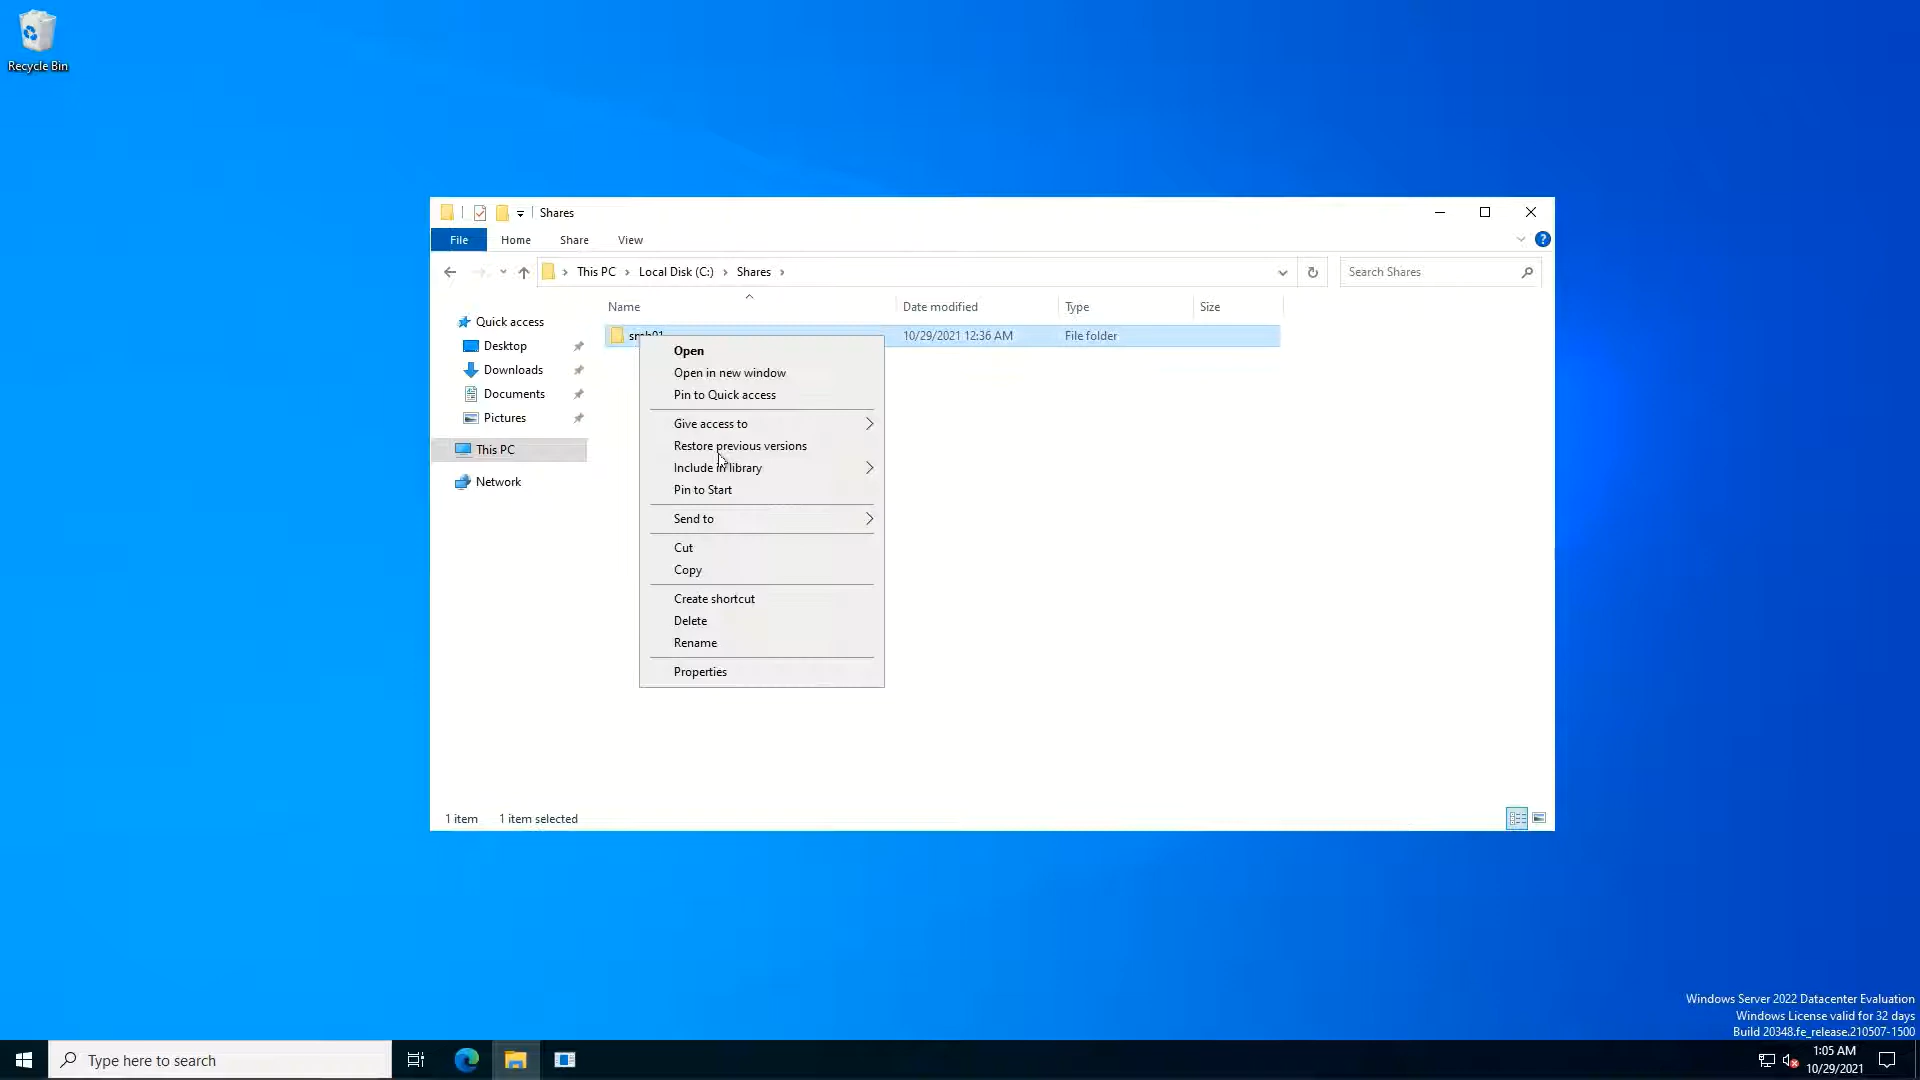 Recycle Bin
Shares
File Home Share View
This PC Local Disk (C:) Shares
Search Shares
Name Date modified Type Size
Quick access
Desktop
Downloads
Documents
Pictures
This PC
Network
10/29/2021 12:36 AM File folder
Open
Open in new window
Pin to Quick access
Give access to
Restore previous versions
Include in library
Pin to Start
Send to
Cut
Copy
Create shortcut
Delete
Rename
Properties
1 item 1 item selected
Windows Server 2022 Datacenter Evaluation
Windows License valid for 32 days
Build 20348.fe_release.210507-1500
Type here to search
1:05 AM
10/29/2021